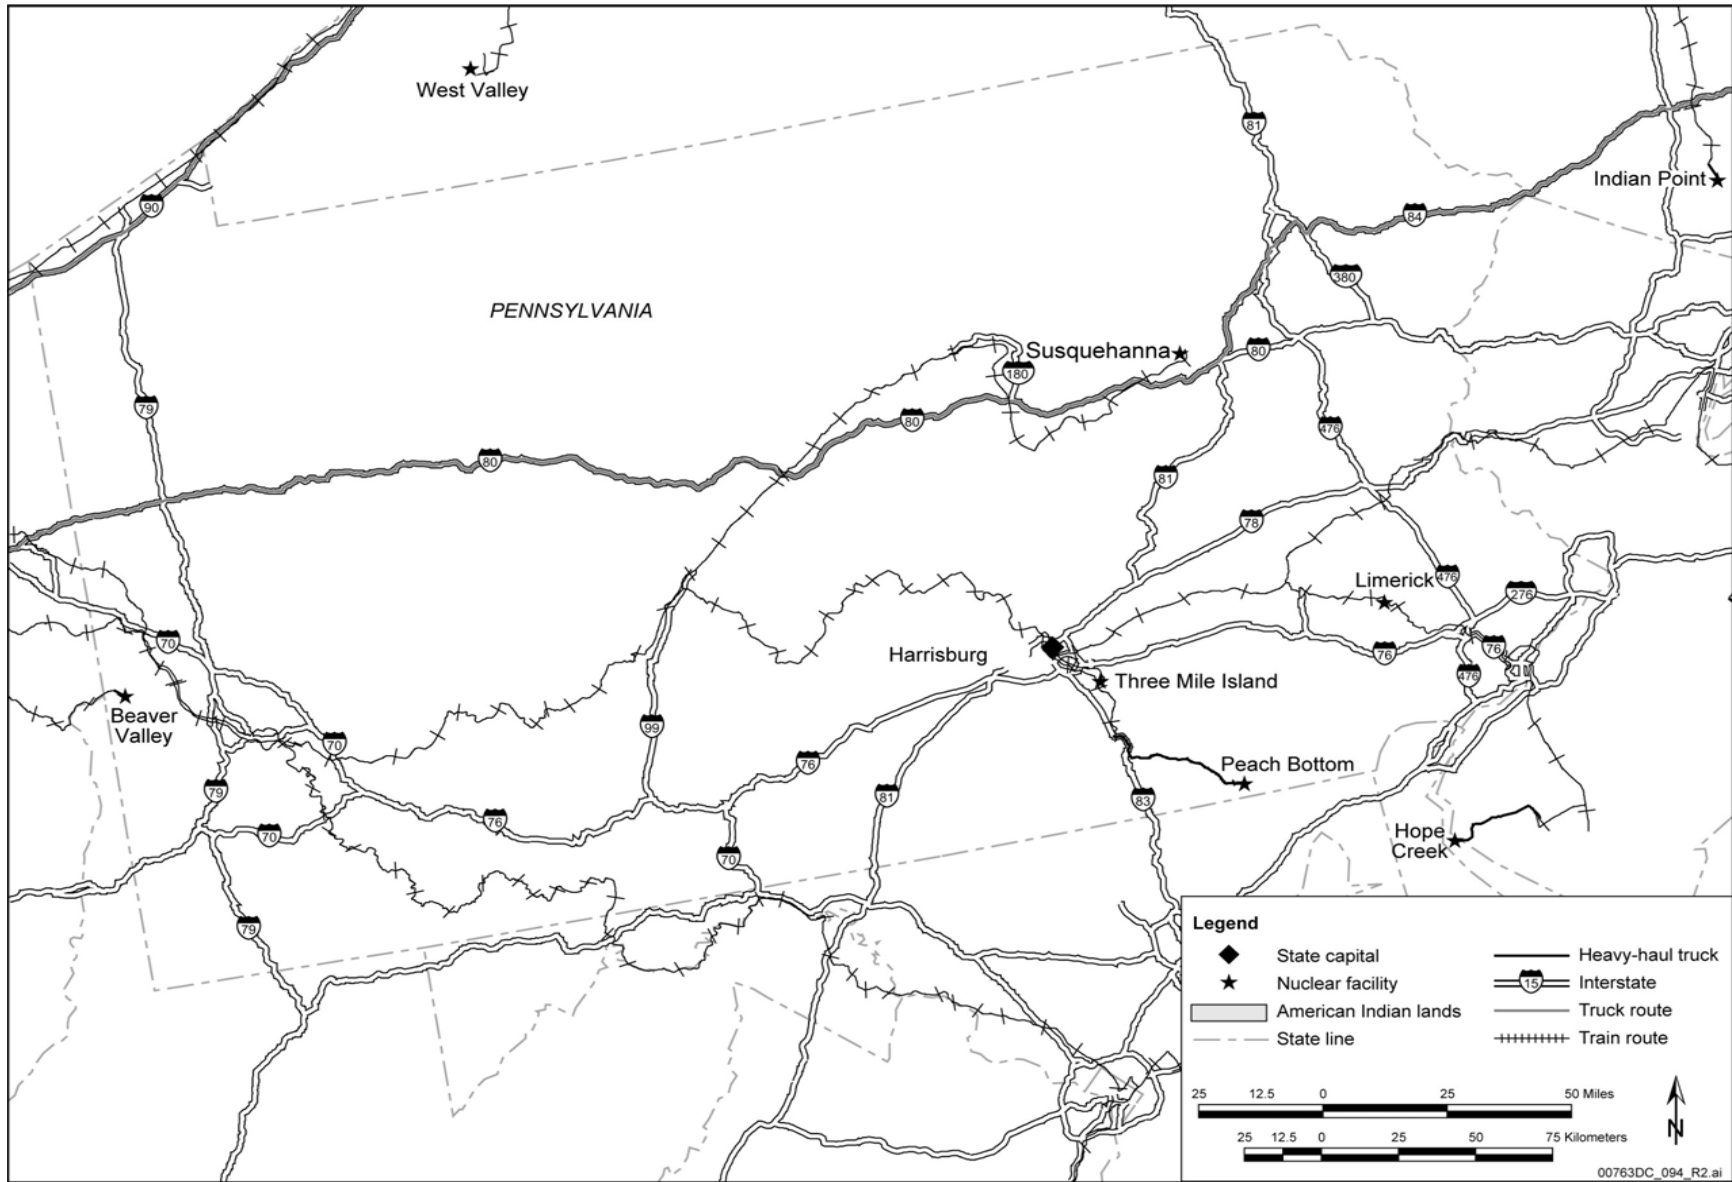 West Valley
81
Indian Point
90
84
380
PENNSYLVANIA
Susquehanna
80
180
79
80
476
80
81
78
Limerick
476
276
70
Harrisburg
76
76
Three Mile Island
476
Beaver
Valley
99
70
Peach Bottom
76
79
81
83
76
70
Hope
Creek
70
79
Legend
State capital
Nuclear facility
American Indian lands
State line
Heavy-haul truck
15
Interstate
Truck route
Train route
25 12.5 0 25 50 Miles
25 12.5 0 25 50 75 Kilometers
N
00763DC_094_R2.ai